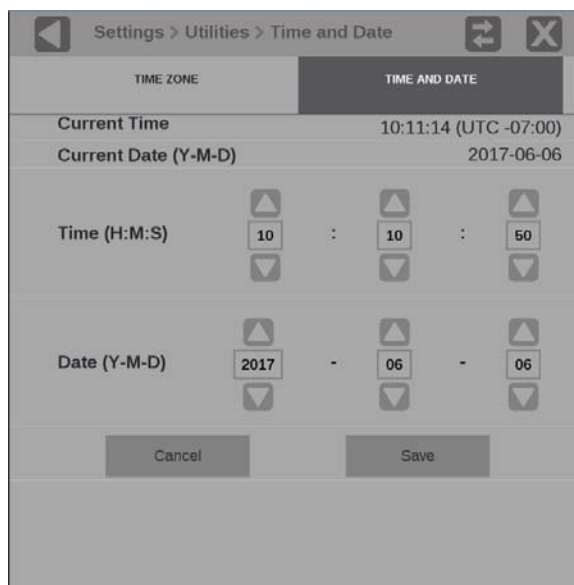 Settings > Utilities > Time and Date
TIME ZONE TIME AND DATE
Current Time 10:11:14 (UTC -07:00)
Current Date (Y-M-D) 2017-06-06
Time (H:M:S) 10 : 10 : 50
Date (Y-M-D) 2017 - 06 - 06
Cancel Save